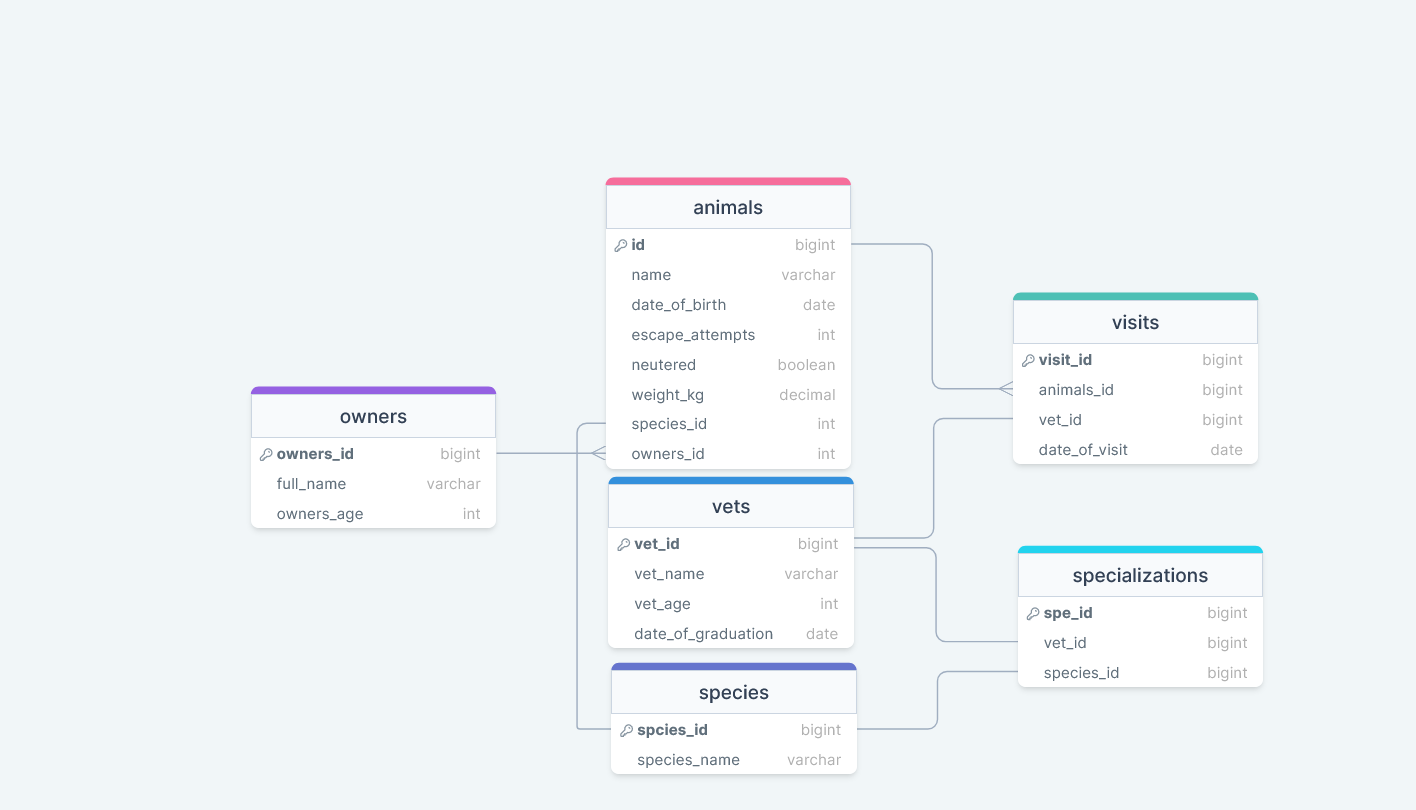 animals
id bigint
name varchar
date_of_birth date
escape_attempts int
neutered boolean
weight_kg decimal
species_id int
owners_id int
visits
visit_id bigint
animals_id bigint
vet_id bigint
date_of_visit date
owners
owners_id bigint
full_name varchar
owners_age int
vets
vet_id bigint
vet_name varchar
vet_age int
date_of_graduation date
specializations
spe_id bigint
vet_id bigint
species_id bigint
species
spcies_id bigint
species_name varchar